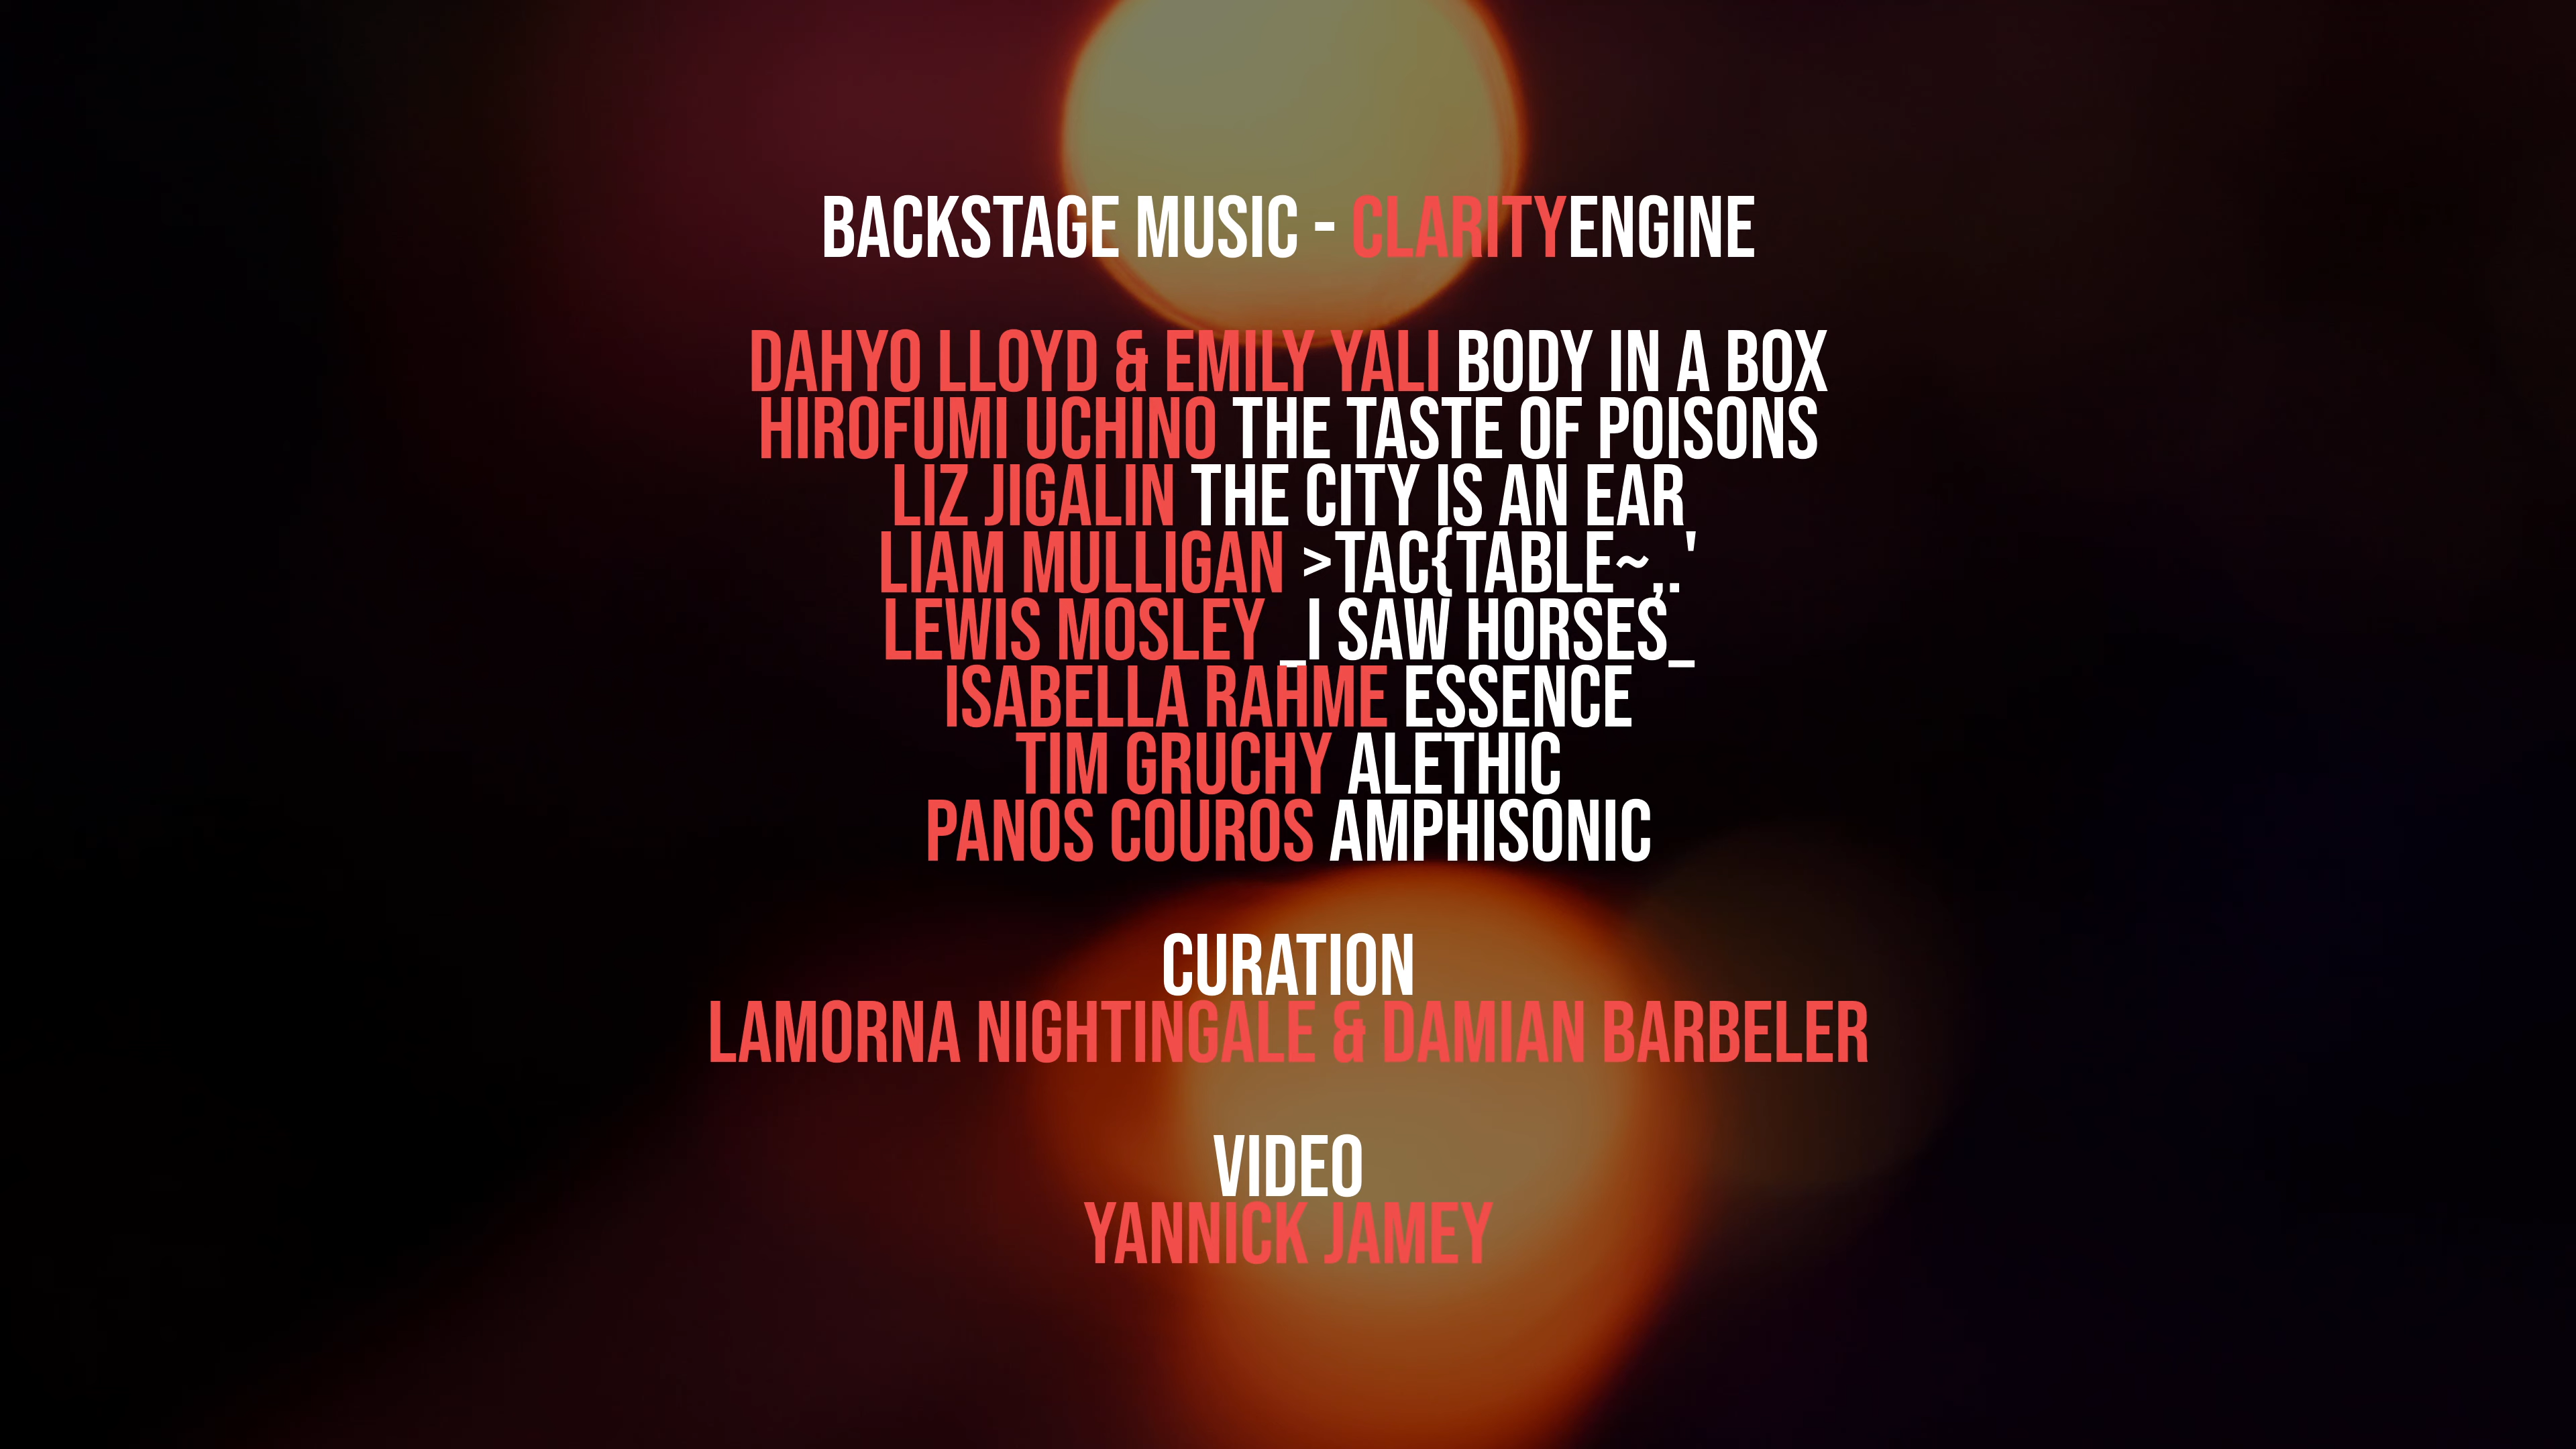 BACKSTAGE MUSIC - CLARITYENGINE
DAHYO LLOYD & EMILY YALI BODY IN A BOX
HIROFUMI UCHINO THE TASTE OF POISONS
LIZ JIGALIN THE CITY IS AN EAR
LIAM MULLIGAN >TAC{TABLE~,.'
LEWIS MOSLEY _I SAW HORSES_
ISABELLA RAHME ESSENCE
TIM GRUCHY ALETHIC
PANOS COUROS AMPHISONIC
CURATION
LAMORNA NIGHTINGALE & DAMIAN BARBELER
VIDEO
YANNICK JAMEY